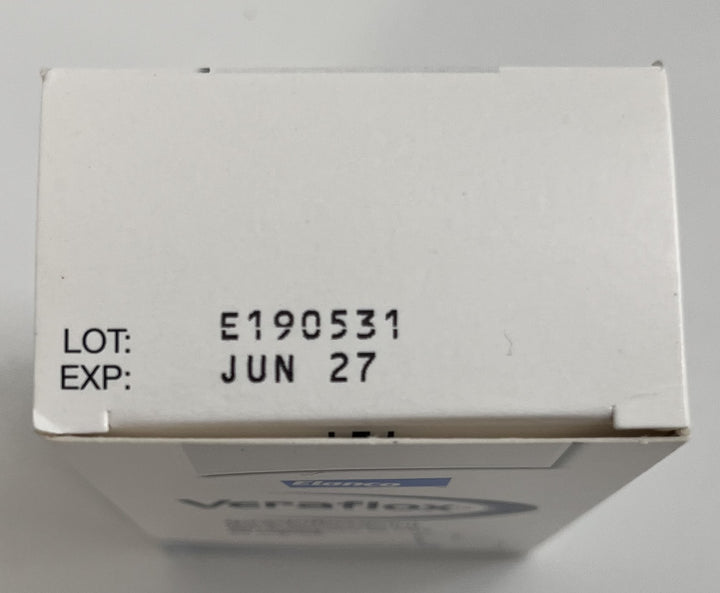 LOT: E190531
EXP: JUN 27
Elanco
Veraflox